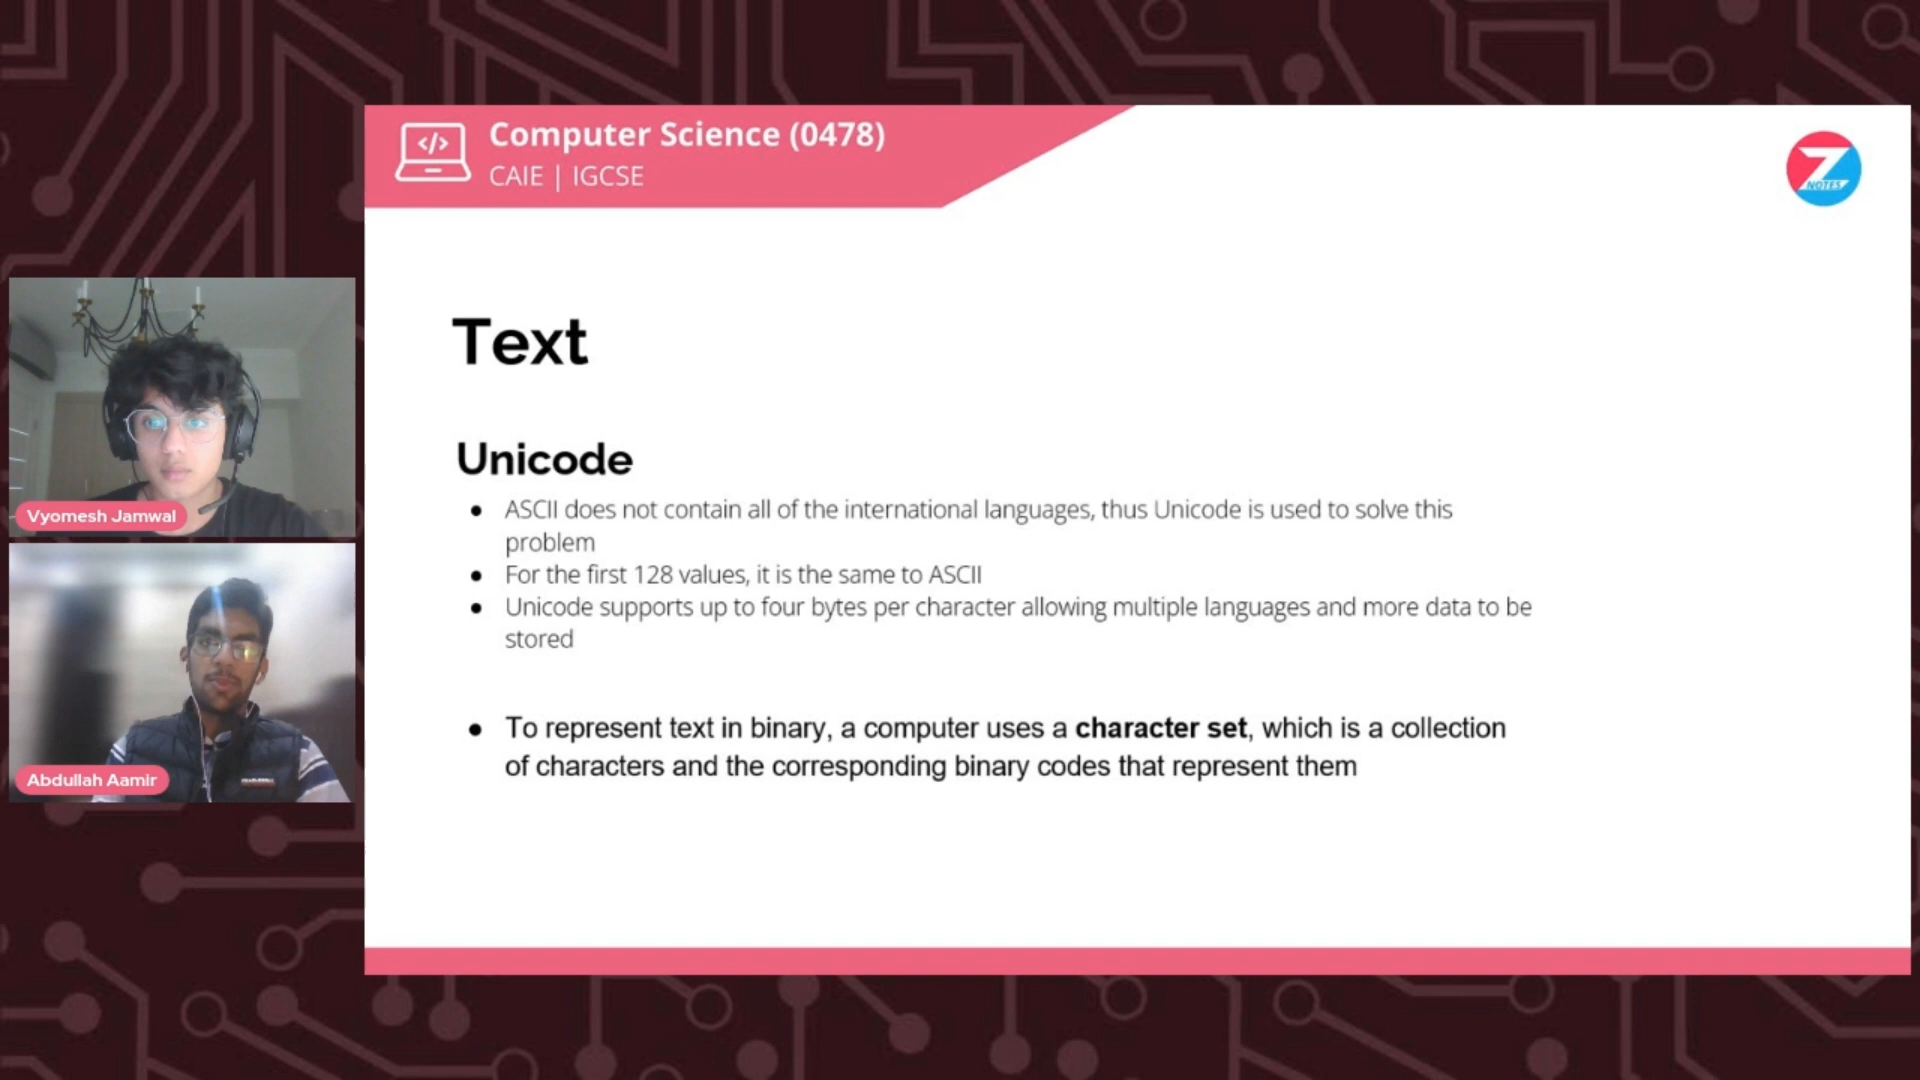 Computer Science (0478)
CAIE | IGCSE
Z
NOTES
Text
Unicode
● ASCII does not contain all of the international languages, thus Unicode is used to solve this
problem
● For the first 128 values, it is the same to ASCII
● Unicode supports up to four bytes per character allowing multiple languages and more data to be
stored
● To represent text in binary, a computer uses a character set, which is a collection
of characters and the corresponding binary codes that represent them
</>
Vyomesh Jamwal
Abdullah Aamir